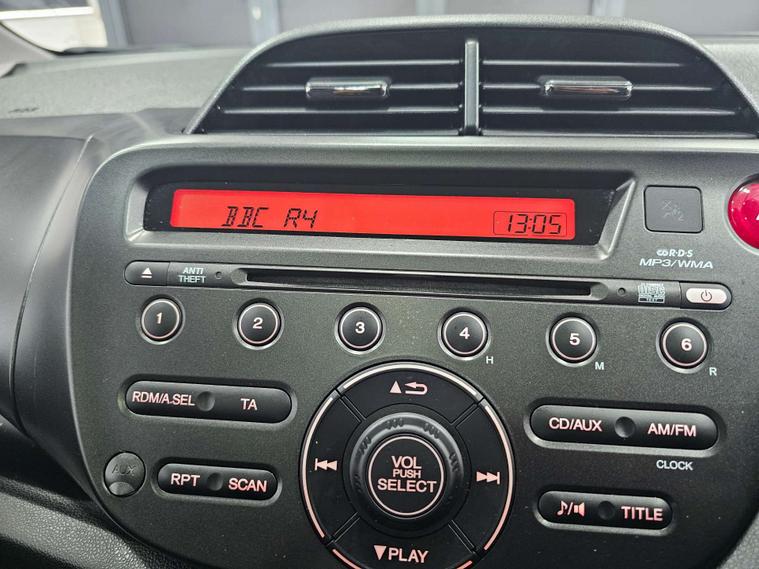 BBC R4 13:05
R·D·S
MP3/WMA
ANTI
THEFT
disc
1 2 3 4 5 6
H M R
RDM/A.SEL TA
CD/AUX AM/FM
CLOCK
VOL
PUSH
SELECT
AUX
RPT SCAN
TITLE
PLAY